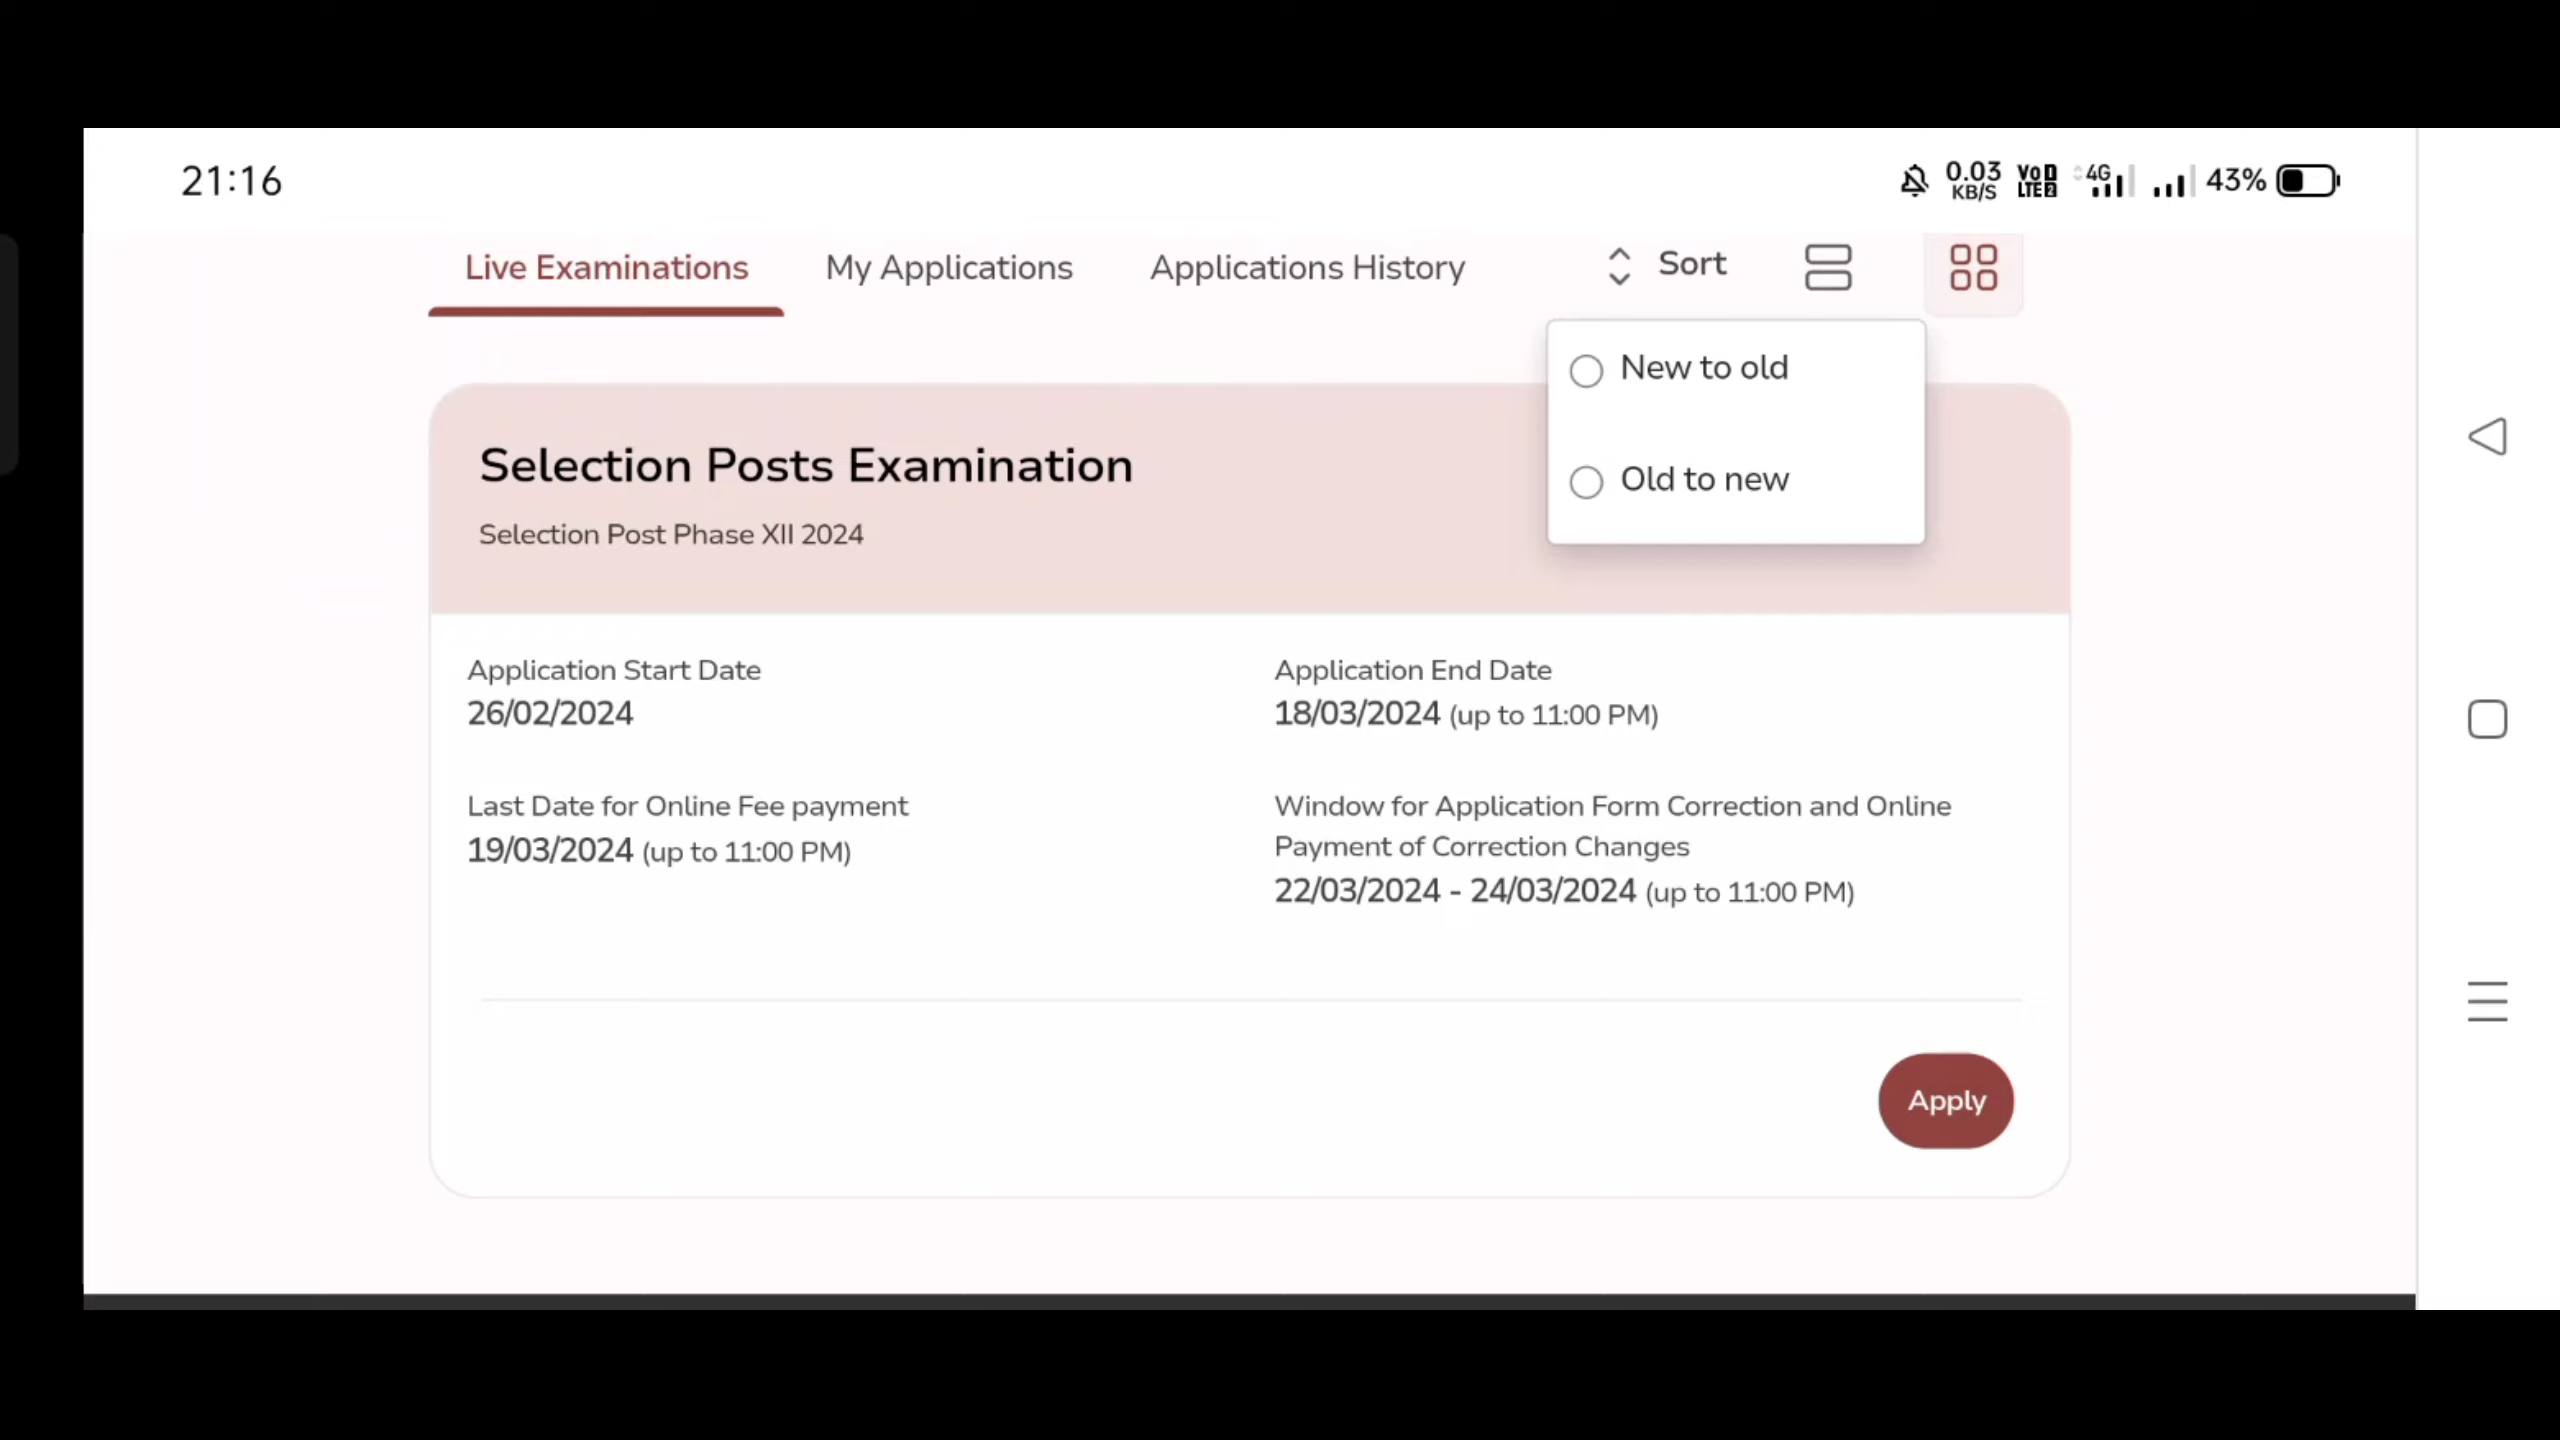 21:16
0.03
KB/S
VoD
LTE2
4G
43%
Live Examinations
My Applications
Applications History
Sort
New to old
Old to new
Selection Posts Examination
Selection Post Phase XII 2024
Application Start Date
26/02/2024
Application End Date
18/03/2024 (up to 11:00 PM)
Last Date for Online Fee payment
19/03/2024 (up to 11:00 PM)
Window for Application Form Correction and Online
Payment of Correction Changes
22/03/2024 - 24/03/2024 (up to 11:00 PM)
Apply